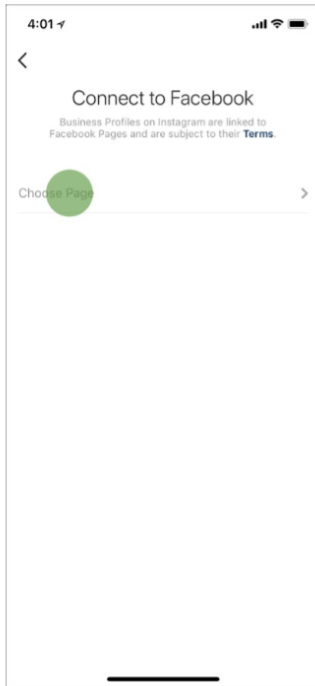 4:01
Connect to Facebook
Business Profiles on Instagram are linked to
Facebook Pages and are subject to their Terms.
Choose Page